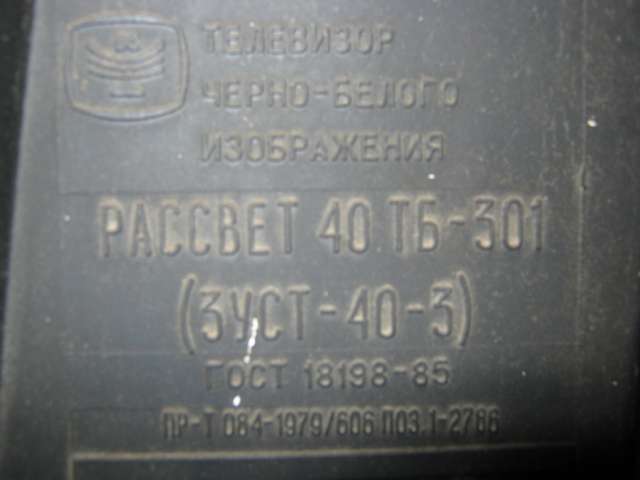 ТЕЛЕВИЗОР
ЧЕРНО-БЕЛОГО
ИЗОБРАЖЕНИЯ
РАССВЕТ 40 ТБ-301
(3УСТ-40-3)
ГОСТ 18198-85
ПР-Т 084-1979/606 ПОЗ.1-2786